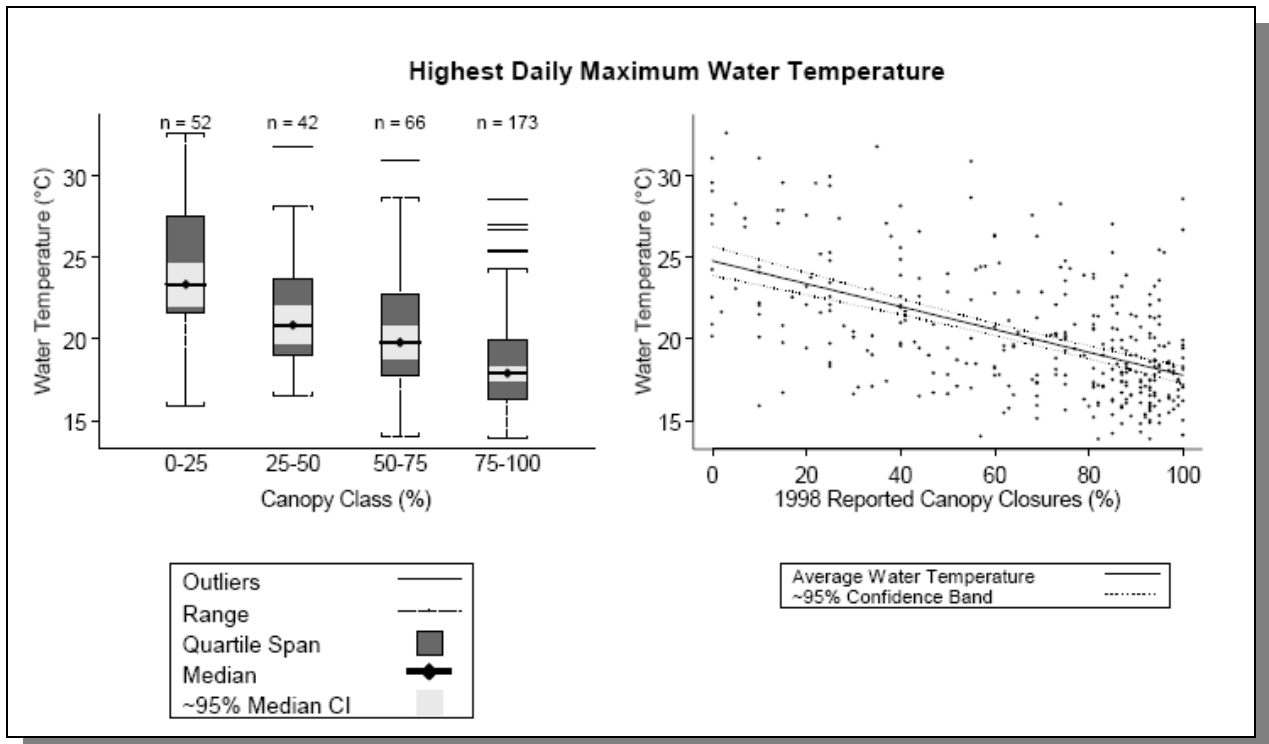 Highest Daily Maximum Water Temperature
n = 52 n = 42 n = 66 n = 173
Water Temperature (°C)
30
25
20
15
0-25 25-50 50-75 75-100
Canopy Class (%)
Water Temperature (°C)
30
25
20
15
0 20 40 60 80 100
1998 Reported Canopy Closures (%)
Outliers
Range
Quartile Span
Median
~95% Median CI
Average Water Temperature
~95% Confidence Band